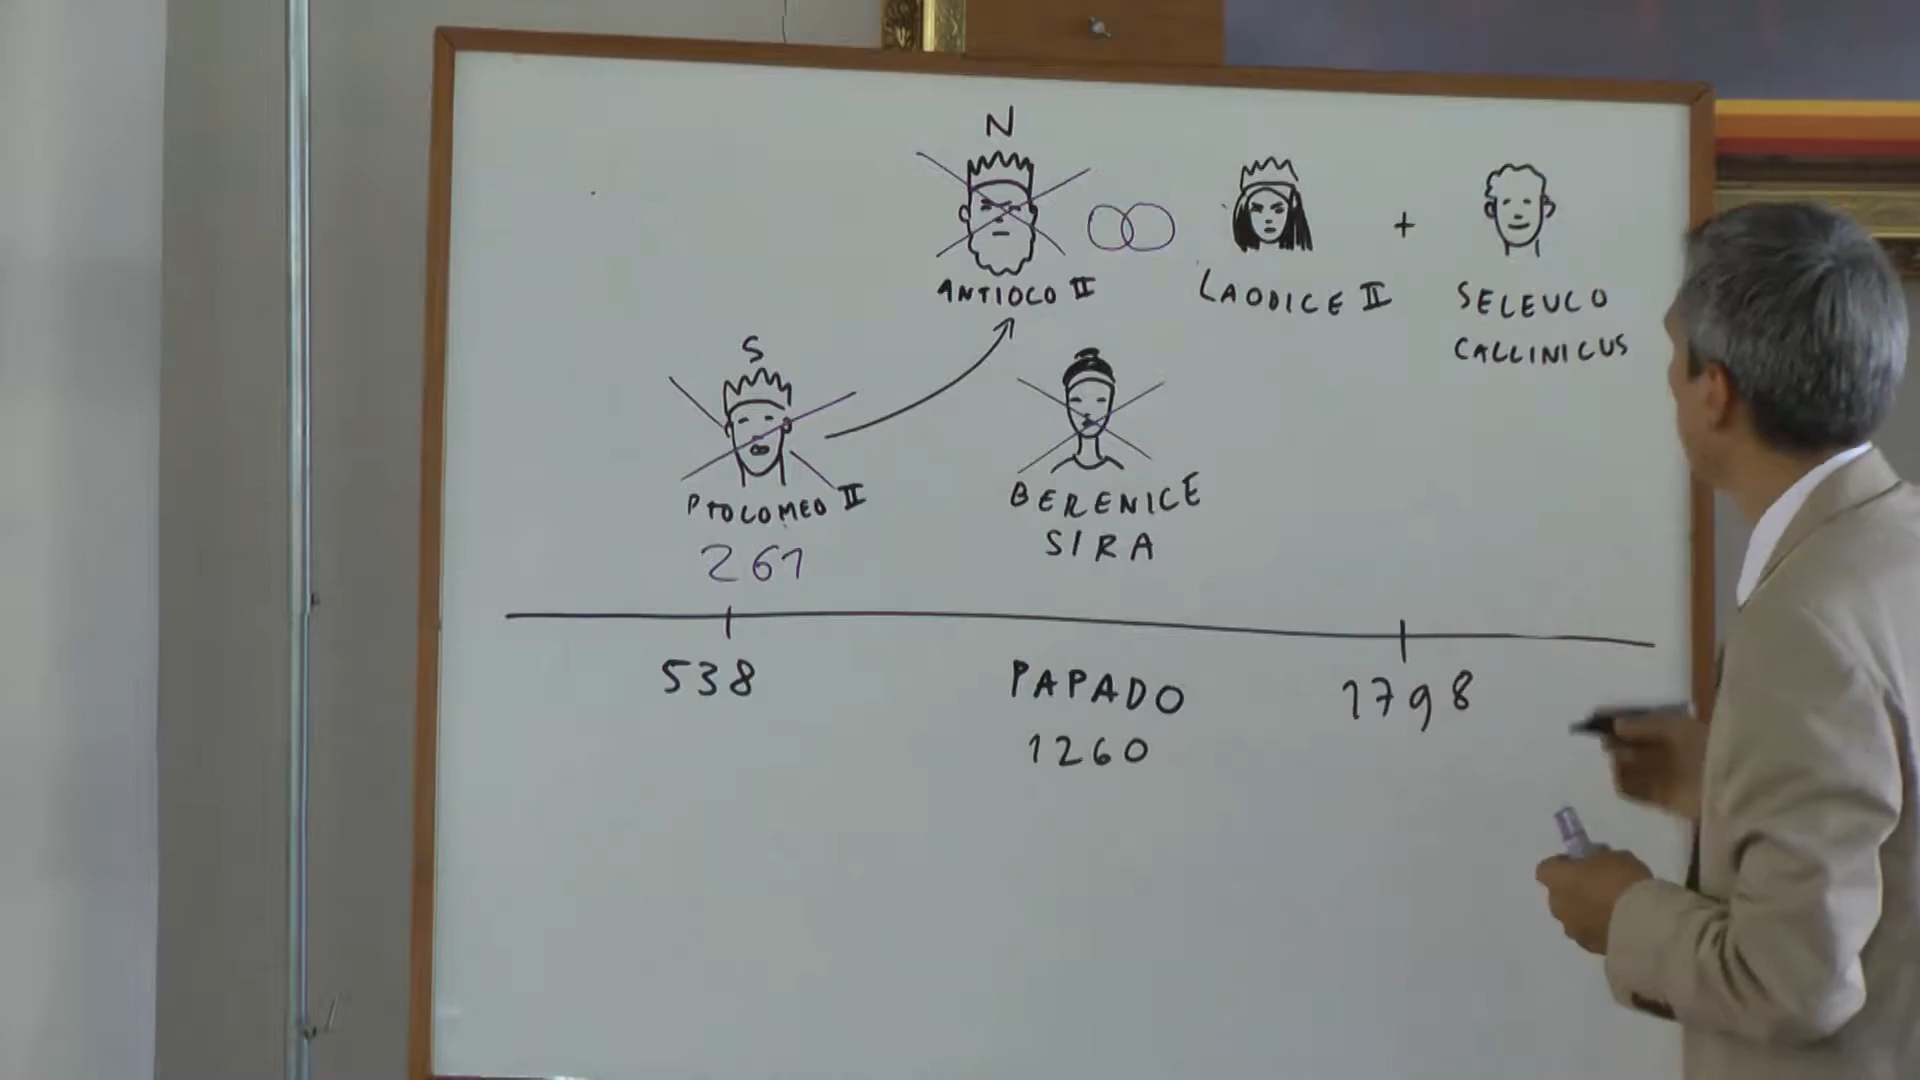 N
ANTIOCO II
LAODICE II
+
SELEUCO
CALLINICUS
S
PTOLOMEO II
261
BERENICE
SIRA
538
PAPADO
1260
1798